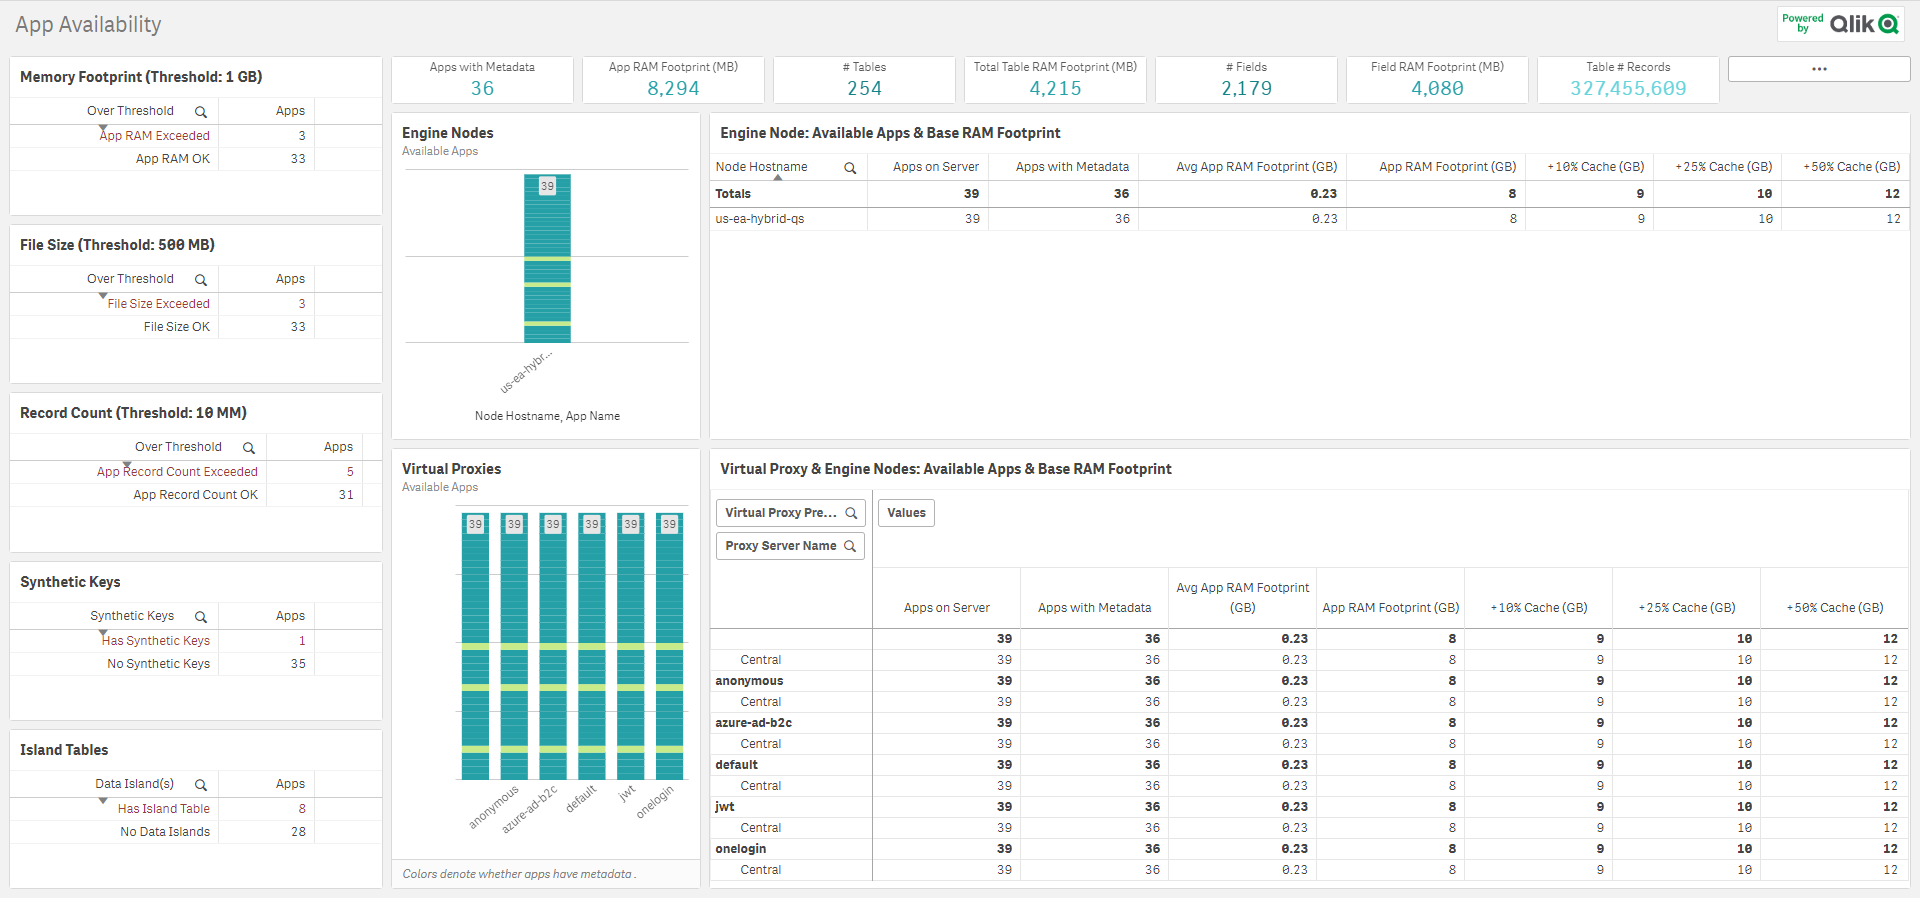 App Availability
Powered by Qlik
Memory Footprint (Threshold: 1 GB)
Over Threshold Apps
App RAM Exceeded 3
App RAM OK 33
File Size (Threshold: 500 MB)
Over Threshold Apps
File Size Exceeded 3
File Size OK 33
Record Count (Threshold: 10 MM)
Over Threshold Apps
App Record Count Exceeded 5
App Record Count OK 31
Synthetic Keys
Synthetic Keys Apps
Has Synthetic Keys 1
No Synthetic Keys 35
Island Tables
Data Island(s) Apps
Has Island Table 8
No Data Islands 28
Apps with Metadata
36
App RAM Footprint (MB)
8,294
# Tables
254
Total Table RAM Footprint (MB)
4,215
# Fields
2,179
Field RAM Footprint (MB)
4,080
Table # Records
327,455,609
•••
Engine Nodes
Available Apps
39
us-ea-hybr...
Node Hostname, App Name
Engine Node: Available Apps & Base RAM Footprint
Node Hostname Apps on Server Apps with Metadata Avg App RAM Footprint (GB) App RAM Footprint (GB) +10% Cache (GB) +25% Cache (GB) +50% Cache (GB)
Totals 39 36 0.23 8 9 10 12
us-ea-hybrid-qs 39 36 0.23 8 9 10 12
Virtual Proxies
Available Apps
39 39 39 39 39 39
anonymous azure-ad-b2c default jwt onelogin
Colors denote whether apps have metadata .
Virtual Proxy & Engine Nodes: Available Apps & Base RAM Footprint
Virtual Proxy Pre... Values
Proxy Server Name
Apps on Server Apps with Metadata Avg App RAM Footprint (GB) App RAM Footprint (GB) +10% Cache (GB) +25% Cache (GB) +50% Cache (GB)
39 36 0.23 8 9 10 12
Central 39 36 0.23 8 9 10 12
anonymous 39 36 0.23 8 9 10 12
Central 39 36 0.23 8 9 10 12
azure-ad-b2c 39 36 0.23 8 9 10 12
Central 39 36 0.23 8 9 10 12
default 39 36 0.23 8 9 10 12
Central 39 36 0.23 8 9 10 12
jwt 39 36 0.23 8 9 10 12
Central 39 36 0.23 8 9 10 12
onelogin 39 36 0.23 8 9 10 12
Central 39 36 0.23 8 9 10 12